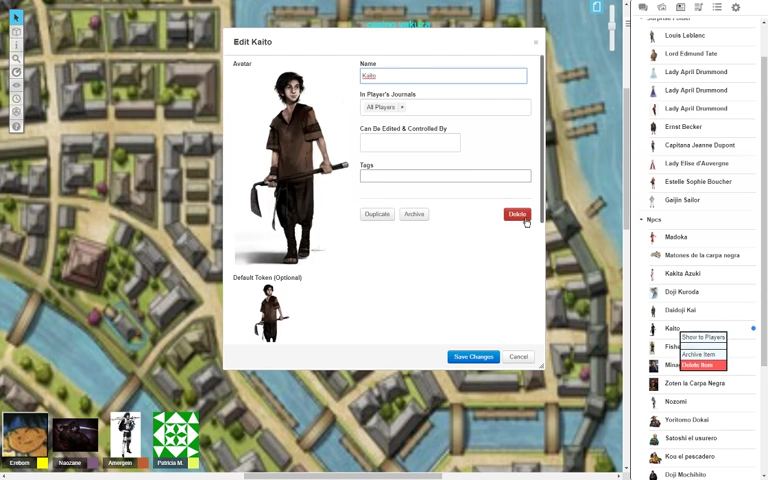 Edit Kaito
×
Avatar
Name
Kaito
In Player's Journals
All Players ×
Can Be Edited & Controlled By
Tags
Duplicate
Archive
Delete
Default Token (Optional)
Save Changes
Cancel
Louis Leblanc
Lord Edmund Tate
Lady April Drummond
Lady April Drummond
Lady April Drummond
Ernst Becker
Capitana Jeanne Dupont
Lady Elise d'Auvergne
Estelle Sophie Boucher
Gaijin Sailor
Npcs
Madoka
Matones de la carpa negra
Kakita Azuki
Doji Kuroda
Daidoji Kai
Kaito
Show to Players
Archive Item
Delete Item
Zoten la Carpa Negra
Nozomi
Yoritomo Dokai
Satoshi el usurero
Kou el pescador
Doji Mochihito
Ereborn
Naozane
Amorgein
Patricia M.